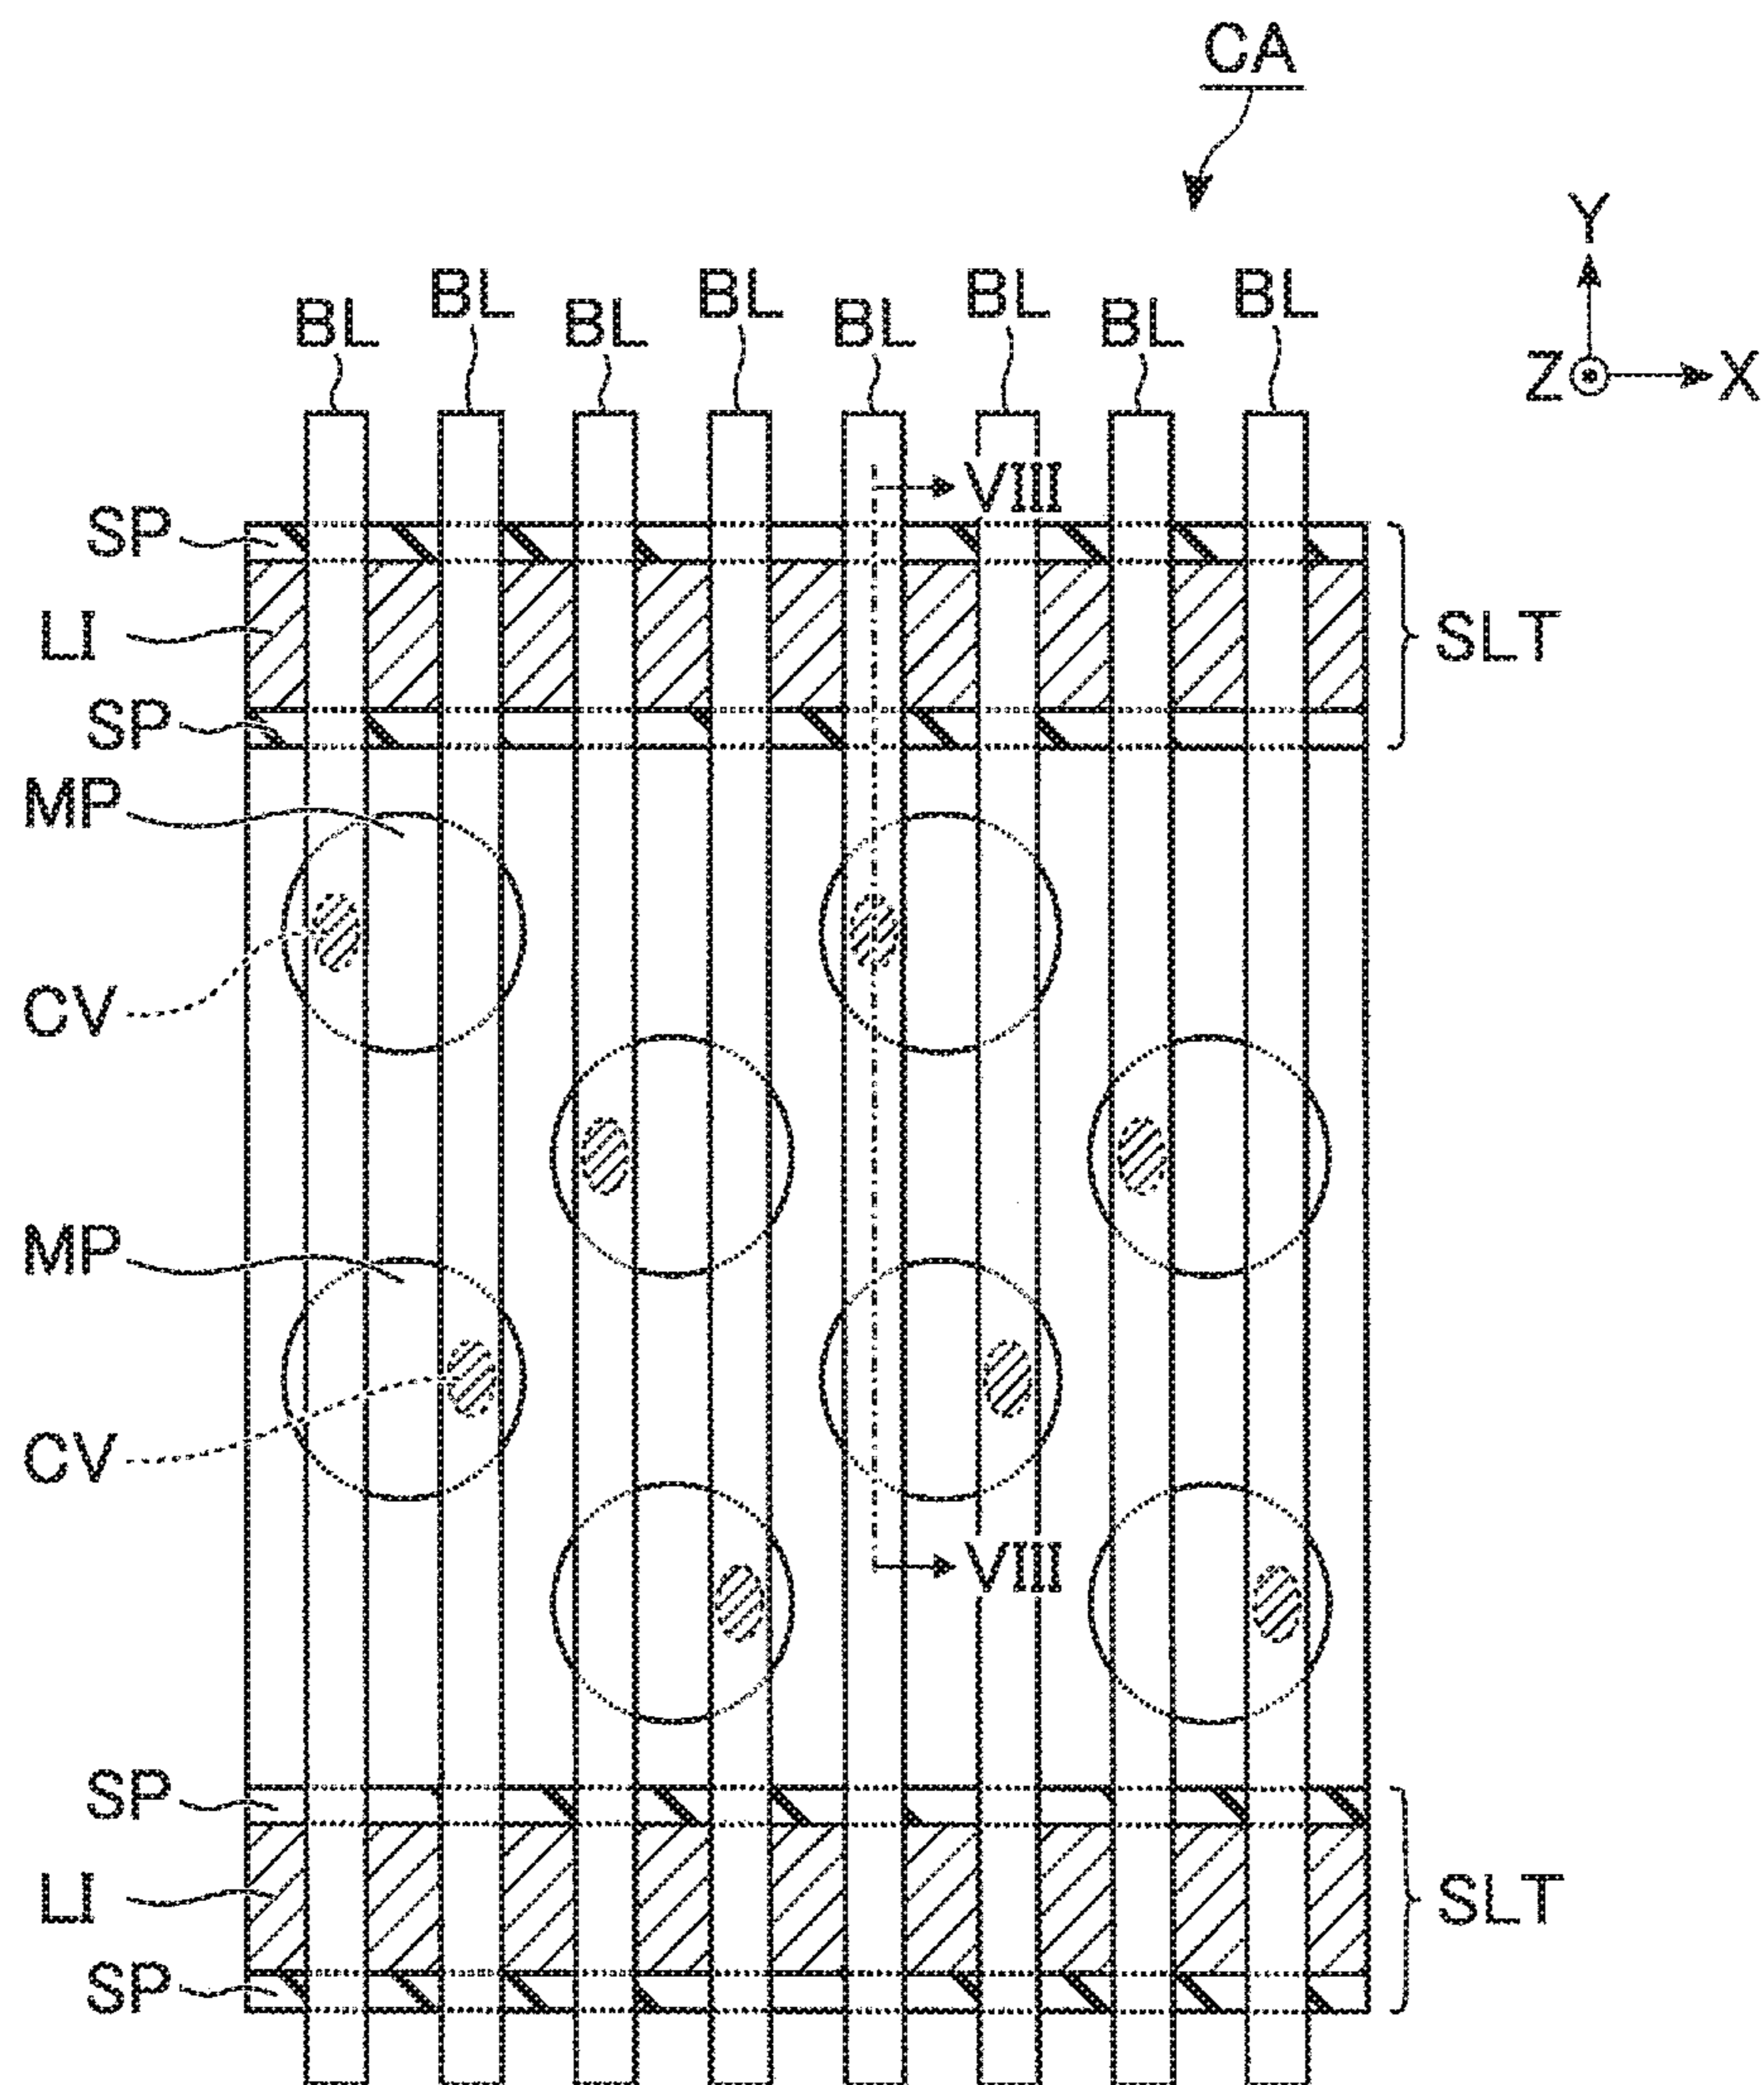 CA
Y
Z X
BL BL BL BL BL BL BL BL
VIII
SP
LI
SLT
SP
MP
CV
MP
CV
VIII
SP
LI
SLT
SP